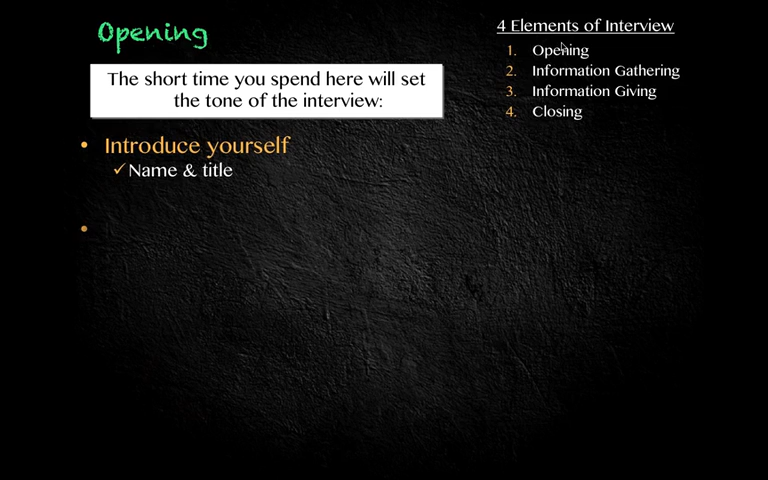 Opening
The short time you spend here will set
the tone of the interview:
• Introduce yourself
✓Name & title
•
4 Elements of Interview
1. Opening
2. Information Gathering
3. Information Giving
4. Closing